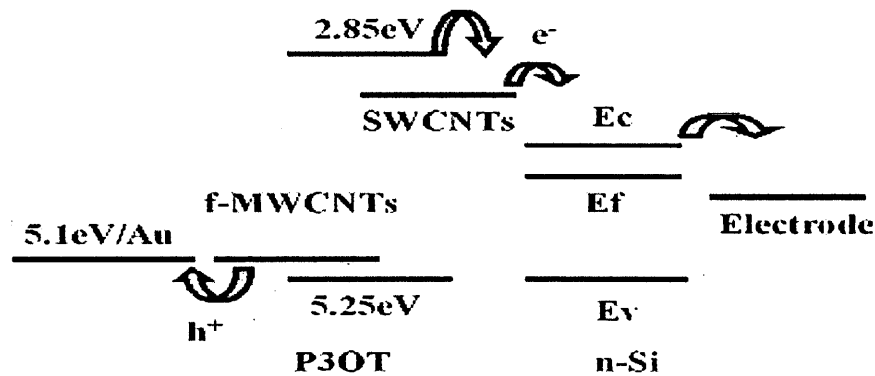 2.85eV
e-
SWCNTs
Ec
f-MWCNTs
Ef
5.1eV/Au
Electrode
5.25eV
Ev
h+
P3OT
n-Si